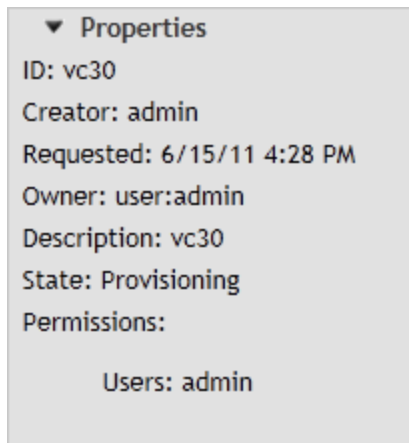 Properties
ID: vc30
Creator: admin
Requested: 6/15/11 4:28 PM
Owner: user:admin
Description: vc30
State: Provisioning
Permissions:
Users: admin